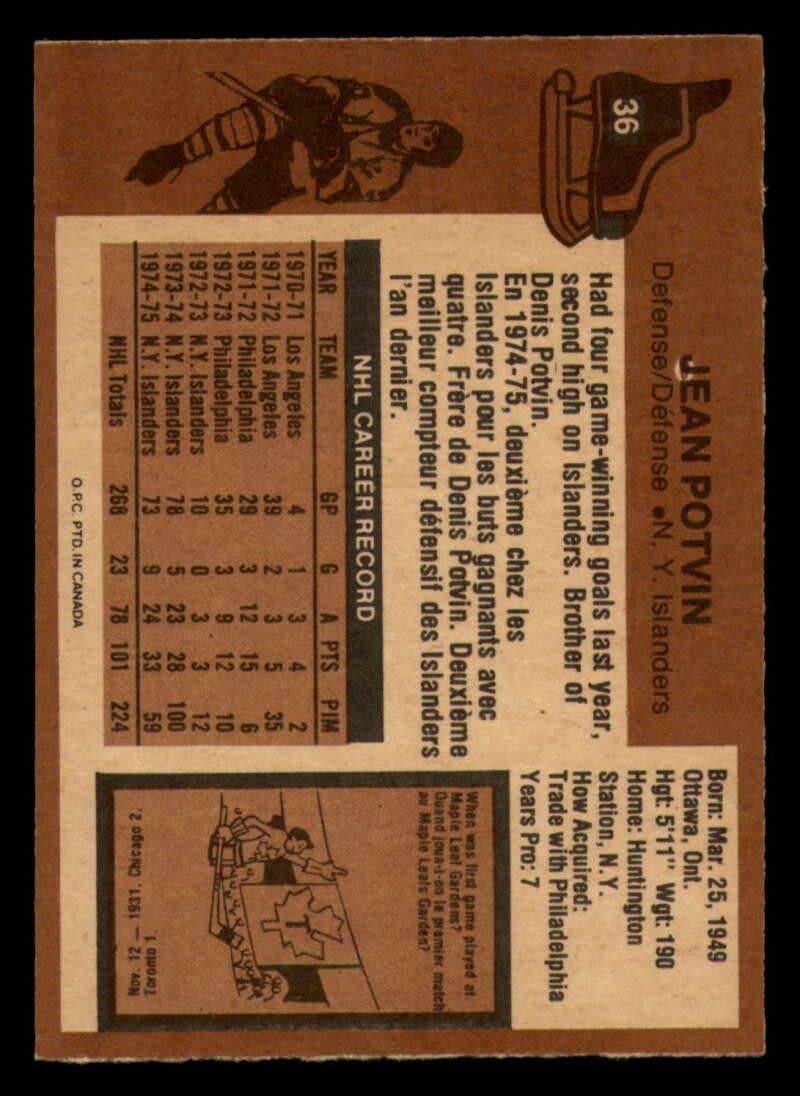 36
JEAN POTVIN
Defense/Défense • N. Y. Islanders
Born: Mar. 25, 1949
Ottawa, Ont.
Hgt: 5'11" Wgt: 190
Home: Huntington
Station, N.Y.
How Acquired:
Trade with Philadelphia
Years Pro: 7
Had four game-winning goals last year,
second high on Islanders. Brother of
Denis Potvin.
En 1974-75, deuxième chez les
Islanders pour les buts gagnants avec
quatre. Frère de Denis Potvin. Deuxième
meilleur compteur défensif des Islanders
l'an dernier.
NHL CAREER RECORD
YEAR TEAM GP G A PTS PIM
1970-71 Los Angeles 4 1 3 4 2
1971-72 Los Angeles 39 2 3 5 35
1971-72 Philadelphia 29 3 12 15 6
1972-73 Philadelphia 35 3 9 12 10
1972-73 N.Y. Islanders 10 0 3 3 12
1973-74 N.Y. Islanders 78 5 23 28 100
1974-75 N.Y. Islanders 73 9 24 33 59
NHL Totals 268 23 78 101 224
When was first game played at
Maple Leaf Gardens?
Quand joua-t-on le premier match
au Maple Leafs Garden?
Nov. 12 — 1931. Chicago 2,
Toronto 1.
O.P.C. PTD. IN CANADA